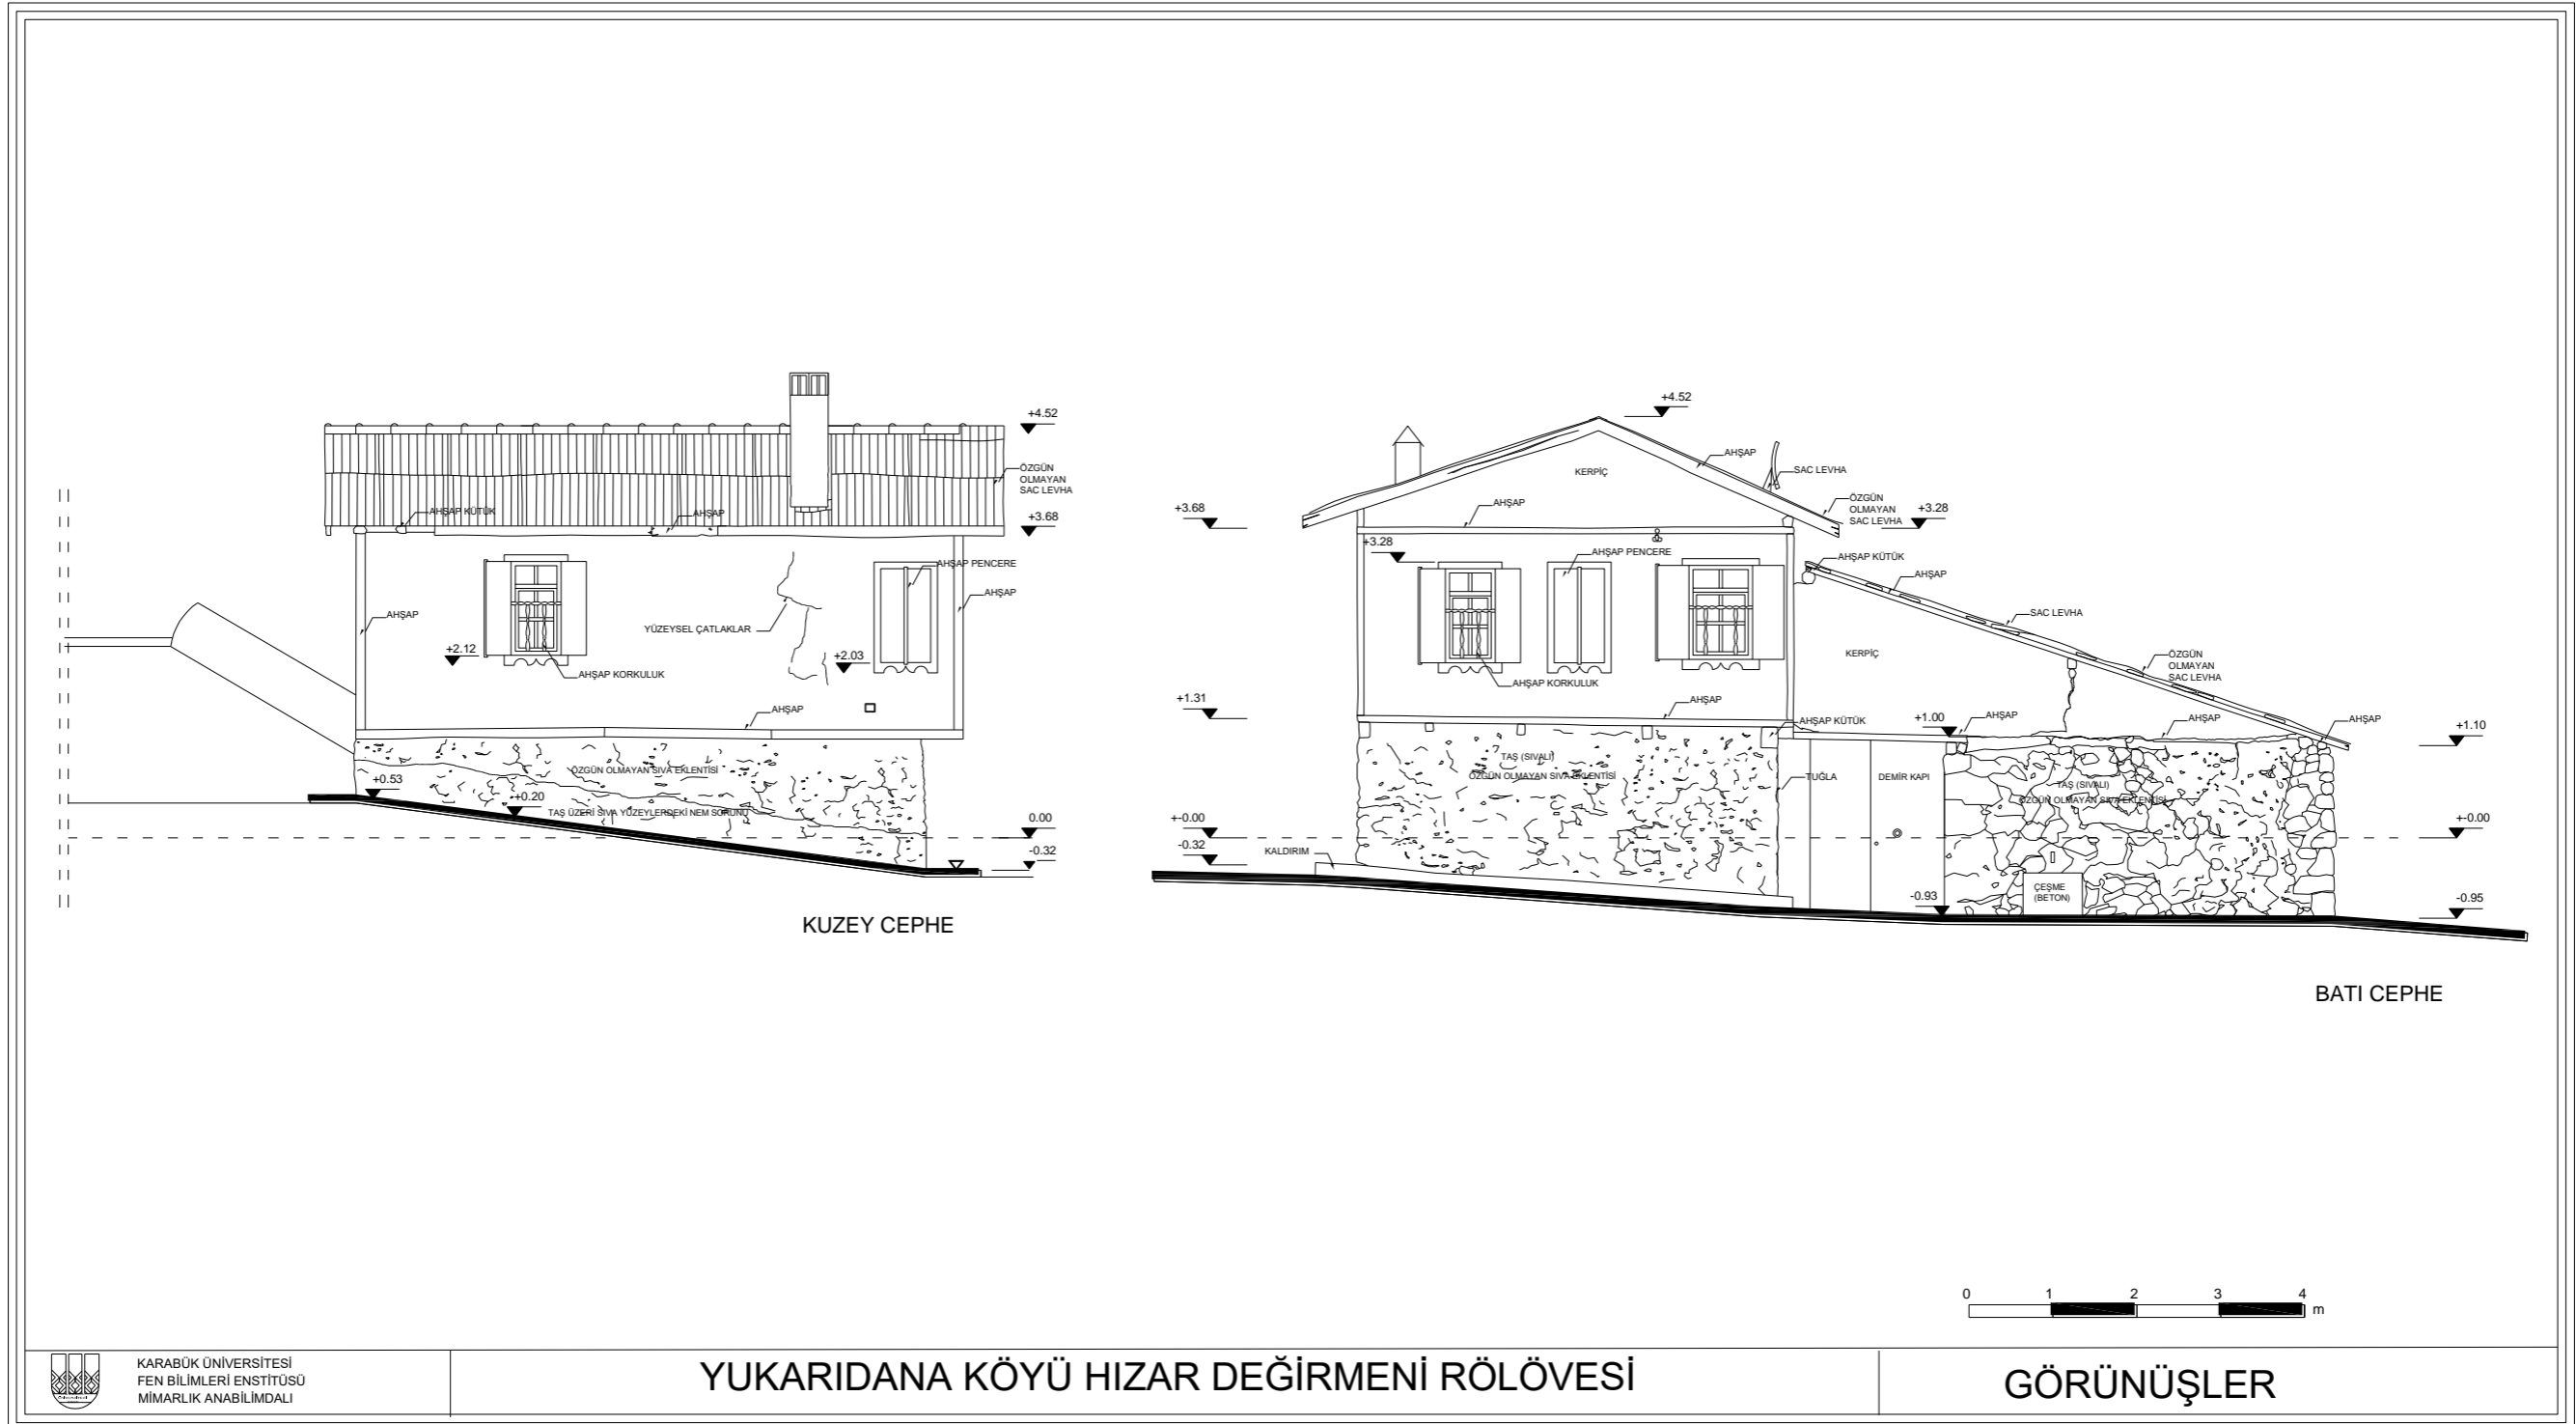 +4.52
ÖZGÜN
OLMAYAN
SAC LEVHA
AHŞAP KÜTÜK
AHŞAP
+3.68
AHŞAP PENCERE
AHŞAP
AHŞAP
YÜZEYSEL ÇATLAKLAR
+2.12
+2.03
AHŞAP KORKULUK
AHŞAP
ÖZGÜN OLMAYAN SIVA EKLENTİSİ
+0.53
+0.20
TAŞ ÜZERİ SIVA YÜZEYLERDEKİ NEM SORUNU
0.00
-0.32
KUZEY CEPHE
+4.52
AHŞAP
KERPİÇ
SAC LEVHA
ÖZGÜN
OLMAYAN
SAC LEVHA
+3.68
AHŞAP
+3.28
+3.28
AHŞAP PENCERE
AHŞAP KÜTÜK
AHŞAP
SAC LEVHA
KERPİÇ
ÖZGÜN
OLMAYAN
SAC LEVHA
AHŞAP KORKULUK
+1.31
AHŞAP
AHŞAP KÜTÜK
+1.00
AHŞAP
AHŞAP
AHŞAP
+1.10
TAŞ (SIVALI)
ÖZGÜN OLMAYAN SIVA EKLENTİSİ
TUĞLA
DEMİR KAPI
TAŞ (SIVALI)
ÖZGÜN OLMAYAN SIVA EKLENTİSİ
+-0.00
+-0.00
-0.32
KALDIRIM
-0.93
ÇEŞME
(BETON)
-0.95
BATI CEPHE
0 1 2 3 4
m
KARABÜK ÜNİVERSİTESİ
FEN BİLİMLERİ ENSTİTÜSÜ
MİMARLIK ANABİLİMDALI
YUKARIDANA KÖYÜ HIZAR DEĞİRMENİ RÖLÖVESİ
GÖRÜNÜŞLER